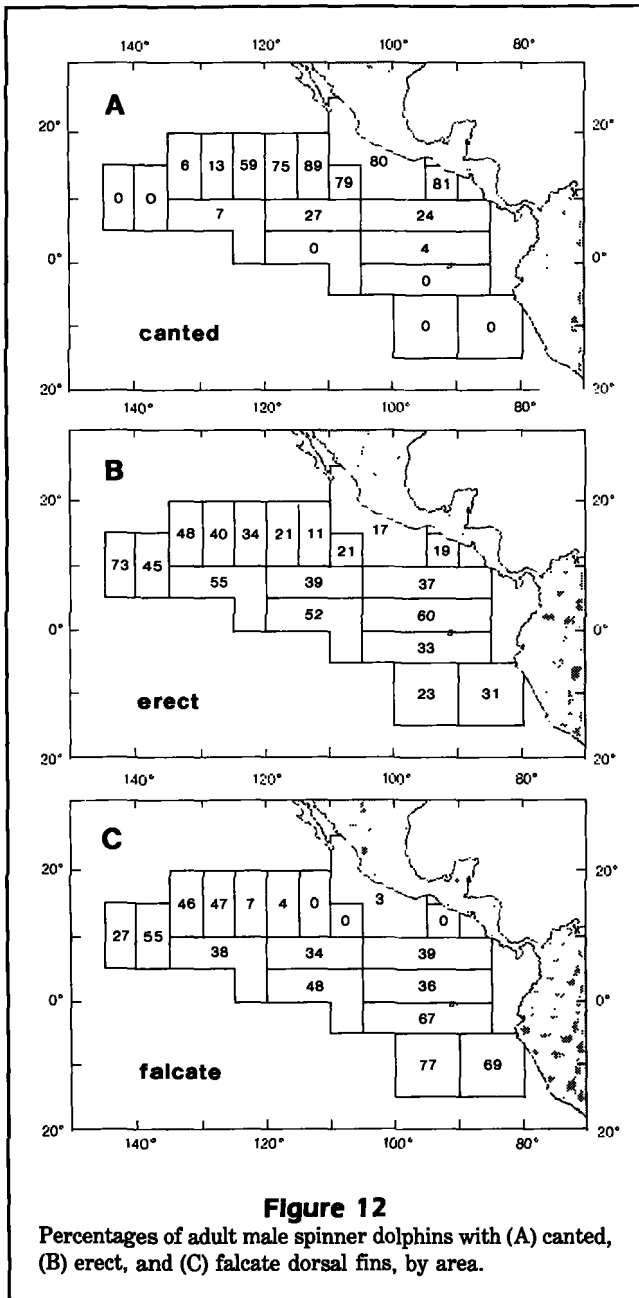 140° 120° 100° 80°
A
20° 20°
6 13 59 75 89 80
0 0 79 81
7 27 24
0 4
0° 0°
0
canted 0 0
20° 20°
140° 120° 100° 80°
B
20° 20°
48 40 34 21 11 17
73 45 21 19
55 39 37
52 60
0° 0°
33
erect 23 31
20° 20°
140° 120° 100° 80°
C
20° 20°
46 47 7 4 0 3
27 55 0 0
38 34 39
48 36
0° 0°
67
falcate 77 69
20° 20°
140° 120° 100° 80°
Figure 12
Percentages of adult male spinner dolphins with (A) canted,
(B) erect, and (C) falcate dorsal fins, by area.